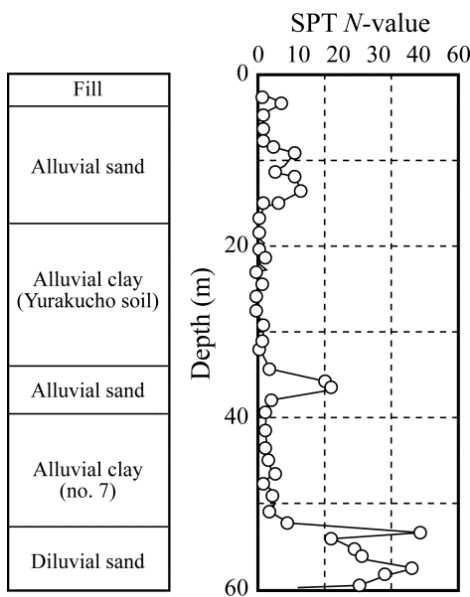 SPT N-value
0 10 20 30 40 60
0
Fill
Alluvial sand
20
Alluvial clay
(Yurakucho soil)
Depth (m)
Alluvial sand
40
Alluvial clay
(no. 7)
Diluvial sand
60